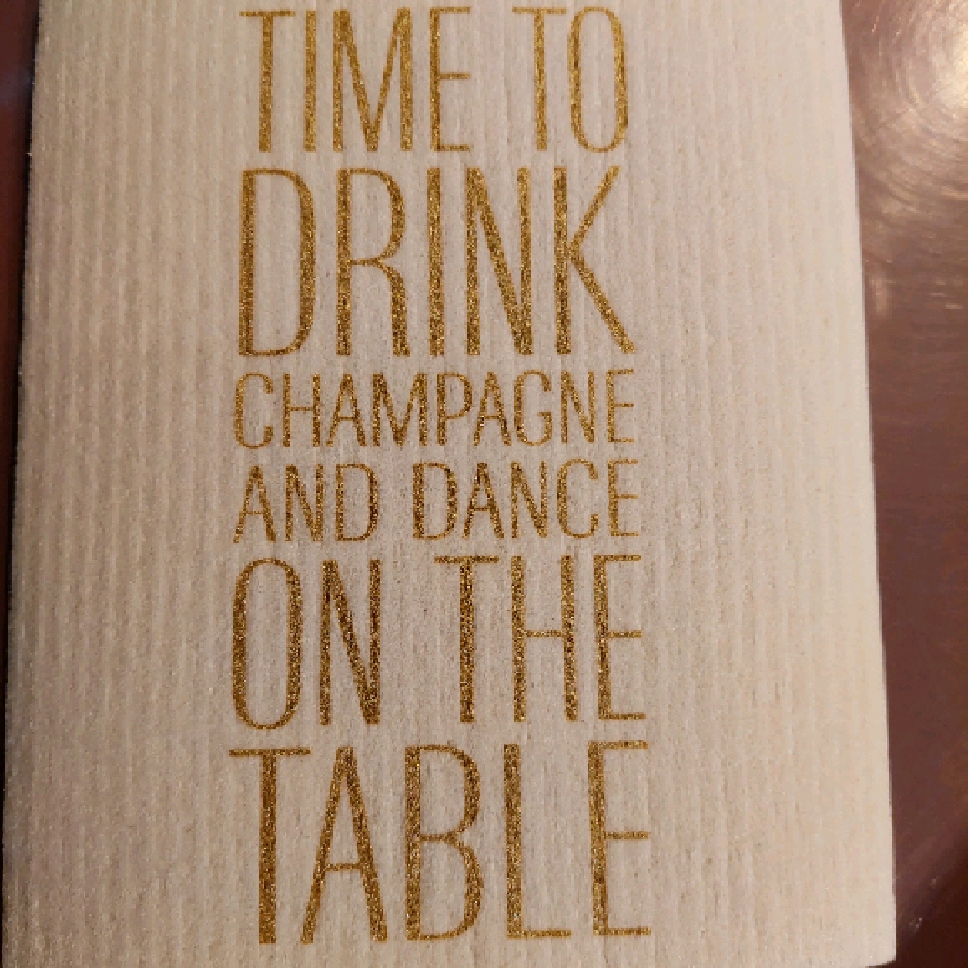 TIME TO
DRINK
CHAMPAGNE
AND DANCE
ON THE
TABLE